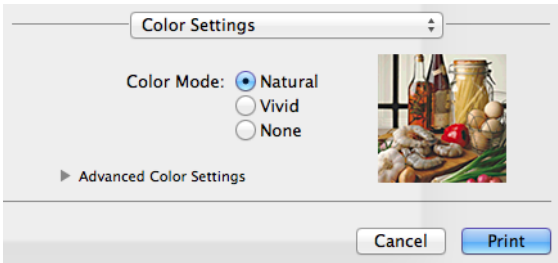 Color Settings
Color Mode: Natural
Vivid
None
Advanced Color Settings
Cancel Print